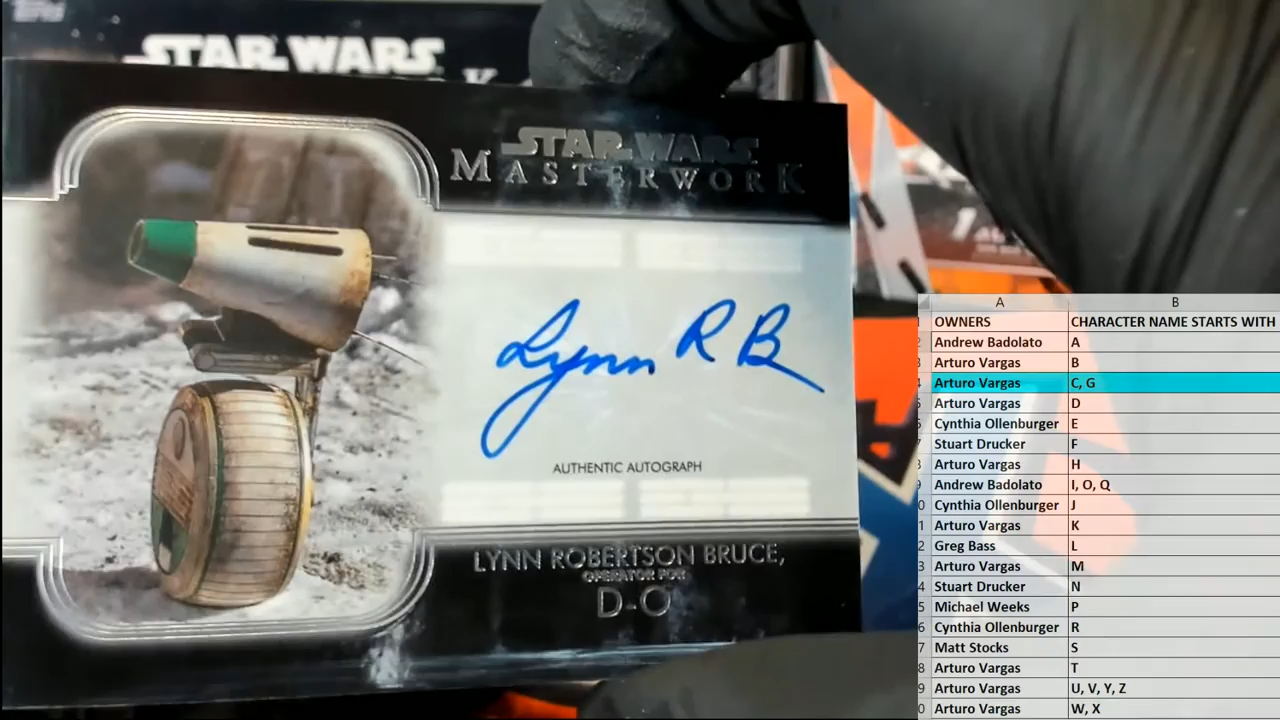 STAR WARS
STAR WARS
MASTERWORK
Lynn R B
AUTHENTIC AUTOGRAPH
LYNN ROBERTSON BRUCE,
OPERATOR FOR
D-O
A B
OWNERS CHARACTER NAME STARTS WITH
Andrew Badolato A
Arturo Vargas B
Arturo Vargas C, G
Arturo Vargas D
Cynthia Ollenburger E
Stuart Drucker F
Arturo Vargas H
Andrew Badolato I, O, Q
Cynthia Ollenburger J
Arturo Vargas K
Greg Bass L
Arturo Vargas M
Stuart Drucker N
Michael Weeks P
Cynthia Ollenburger R
Matt Stocks S
Arturo Vargas T
Arturo Vargas U, V, Y, Z
Arturo Vargas W, X